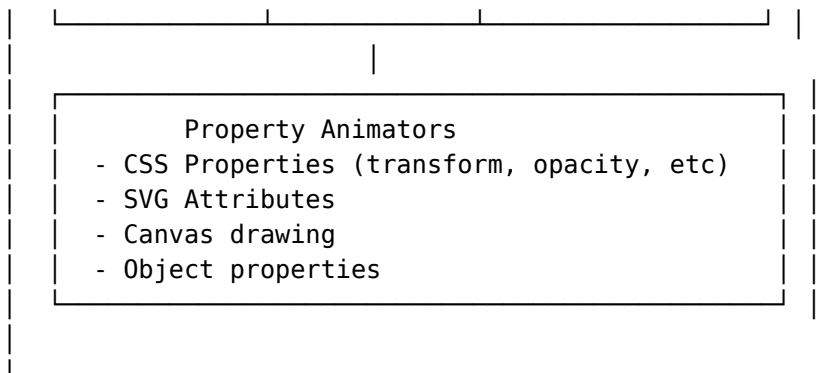 Property Animators
- CSS Properties (transform, opacity, etc)
- SVG Attributes
- Canvas drawing
- Object properties